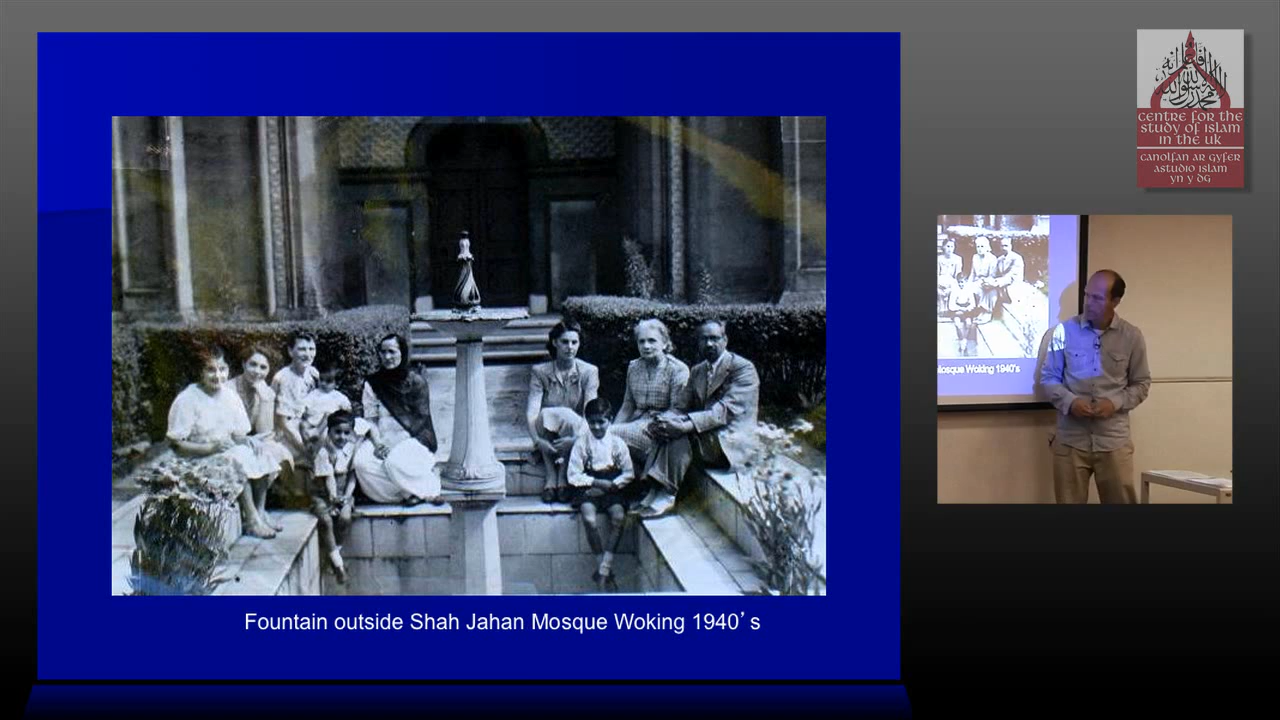 Fountain outside Shah Jahan Mosque Woking 1940’s
centre for the
study of islam
in the uk
canolfan ar gyfer
astudio islam
yn y dg
Mosque Woking 1940's